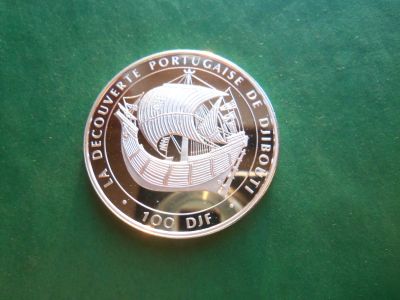 LA DECOUVERTE PORTUGAISE DE DJIBOUTI
• 100 DJF •